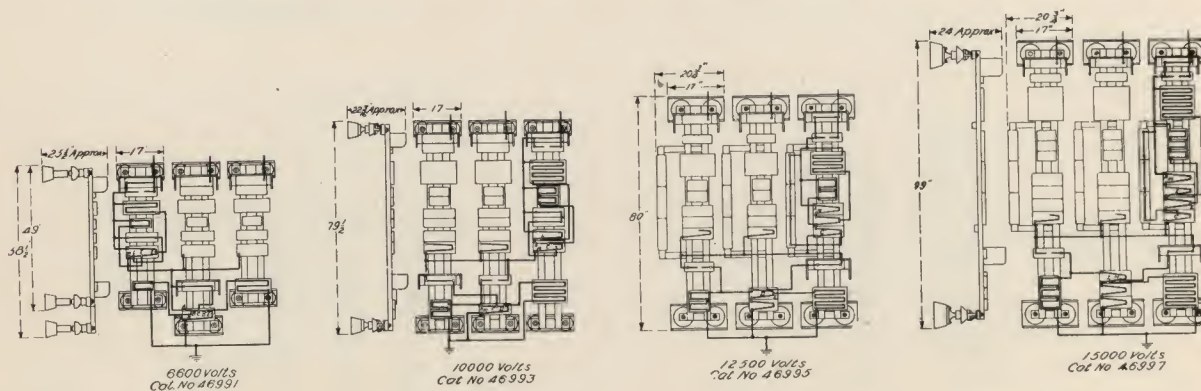 25½ Approx
17
49"
58½
6600 Volts
Cat. No 46991
22¾ Approx
17
79½
10000 Volts
Cat No 46993
20¾"
17"
80"
12500 Volts
Cat No 46995
24 Approx
20¾"
17"
99"
15000 Volts
Cat No 46997